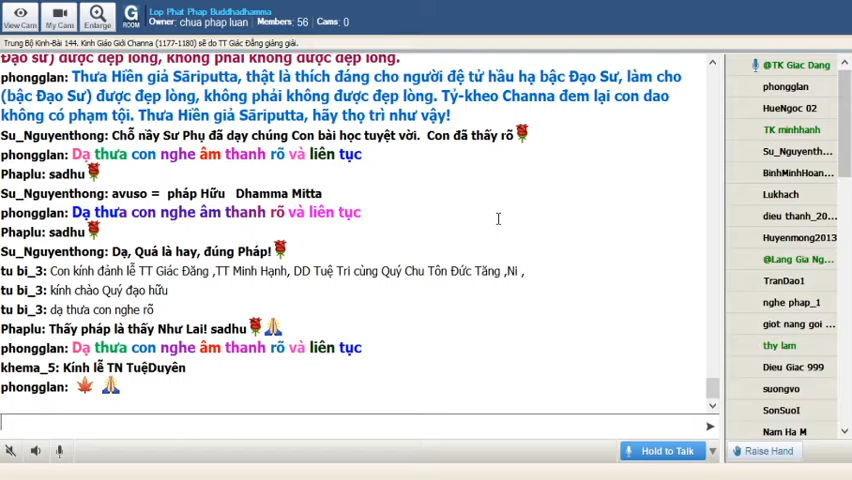 Lop Phat Phap Buddhadhamma
Owner: chua phap luan Members: 56 Cams: 0
View Cam
My Cam
Enlarge
G
ROOM
Trung Bộ Kinh-Bài 144. Kinh Giáo Giới Channa (1177-1180) sẽ do TT Giác Đẳng giảng giải.
Đạo sư) được đẹp lòng, không phải không được đẹp lòng.
phongglan: Thưa Hiền giả Sāriputta, thật là thích đáng cho người đệ tử hầu hạ bậc Đạo Sư, làm cho
(bậc Đạo Sư) được đẹp lòng, không phải không được đẹp lòng. Tỷ-kheo Channa đem lại con dao
không có phạm tội. Thưa Hiền giả Sāriputta, hãy thọ trì như vậy!
Su_Nguyenthong: Chỗ nầy Sư Phụ đã dạy chúng Con bài học tuyệt vời. Con đã thấy rõ
phongglan: Dạ thưa con nghe âm thanh rõ và liên tục
Phaplu: sadhu
Su_Nguyenthong: avuso = pháp Hữu Dhamma Mitta
phongglan: Dạ thưa con nghe âm thanh rõ và liên tục
Phaplu: sadhu
Su_Nguyenthong: Dạ, Quá là hay, đúng Pháp!
tu bi_3: Con kính đảnh lễ TT Giác Đăng ,TT Minh Hạnh, DD Tuệ Tri cùng Quý Chu Tôn Đức Tăng ,Ni ,
tu bi_3: kính chào Quý đạo hữu
tu bi_3: dạ thưa con nghe rõ
Phaplu: Thấy pháp là thấy Như Lai! sadhu
phongglan: Dạ thưa con nghe âm thanh rõ và liên tục
khema_5: Kính lễ TN TuệDuyên
phongglan:
Hold to Talk
@TK Giac Dang
phongglan
HueNgoc 02
TK minhhanh
Su_Nguyenth...
BinhMinhHoan...
Lukhach
dieu thanh_20...
Huyenmong2013
@Lang Gia Ng...
TranDao1
nghe phap_1
giot nang goi ...
thy lam
Dieu Giac 999
suongvo
SonSuoI
Nam Ha M
Raise Hand